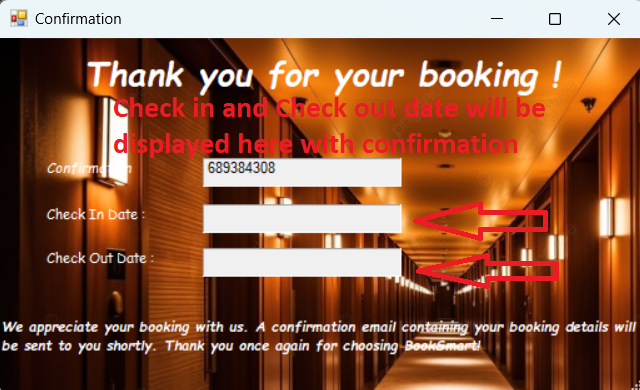 Confirmation
Thank you for your booking !
Check in and Check out date will be
displayed here with confirmation
Confirmation
689384308
Check In Date :
Check Out Date :
We appreciate your booking with us. A confirmation email containing your booking details will
be sent to you shortly. Thank you once again for choosing BookSmart!